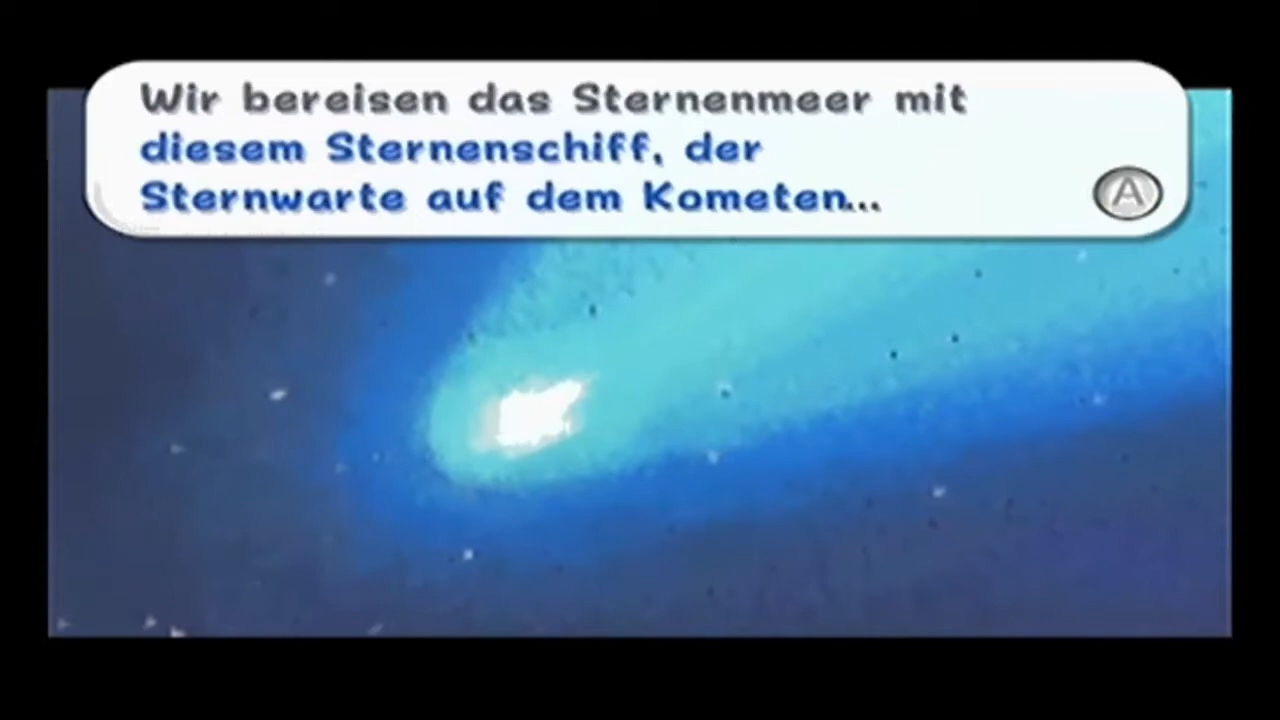 Wir bereisen das Sternenmeer mit
diesem Sternenschiff, der
Sternwarte auf dem Kometen...
A